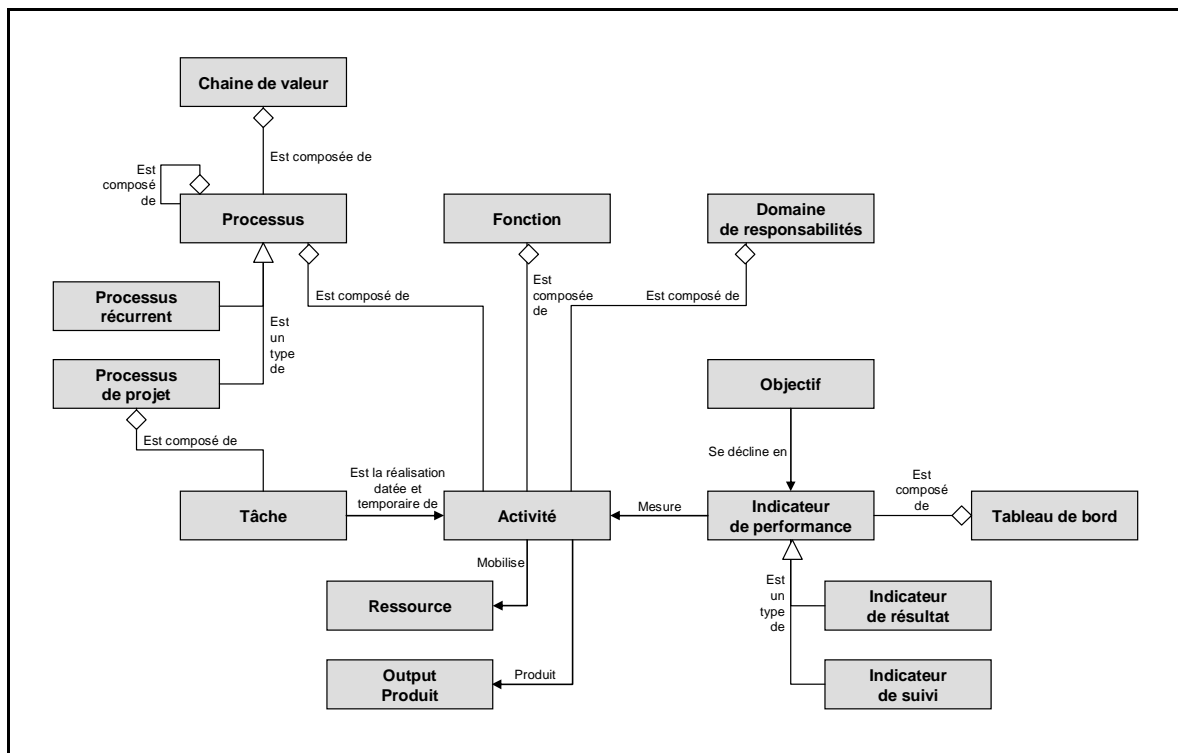 Chaine de valeur
Est composée de
Est
composé
de
Processus
Fonction
Domaine
de responsabilités
Est composé de
Est
composée
de
Est composé de
Processus
récurrent
Est
un
type
de
Processus
de projet
Objectif
Est composé de
Se décline en
Est la réalisation
datée et
temporaire de
Est
composé
de
Tâche
Activité
Mesure
Indicateur
de performance
Tableau de bord
Mobilise
Est
un
type
de
Ressource
Indicateur
de résultat
Output
Produit
Produit
Indicateur
de suivi